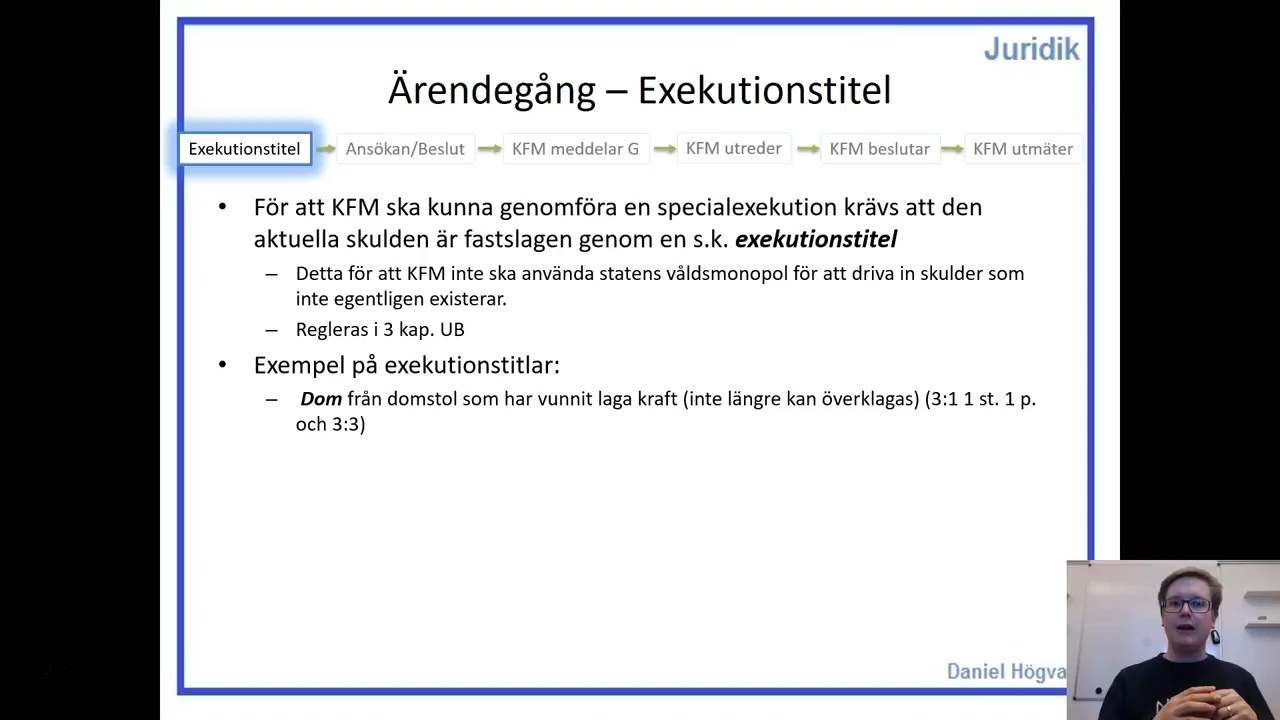 Juridik
Ärendegång – Exekutionstitel
Exekutionstitel
Ansökan/Beslut
KFM meddelar G
KFM utreder
KFM beslutar
KFM utmäter
• För att KFM ska kunna genomföra en specialexekution krävs att den
aktuella skulden är fastslagen genom en s.k. exekutionstitel
– Detta för att KFM inte ska använda statens våldsmonopol för att driva in skulder som
inte egentligen existerar.
– Regleras i 3 kap. UB
• Exempel på exekutionstitlar:
– Dom från domstol som har vunnit laga kraft (inte längre kan överklagas) (3:1 1 st. 1 p.
och 3:3)
Daniel Högva